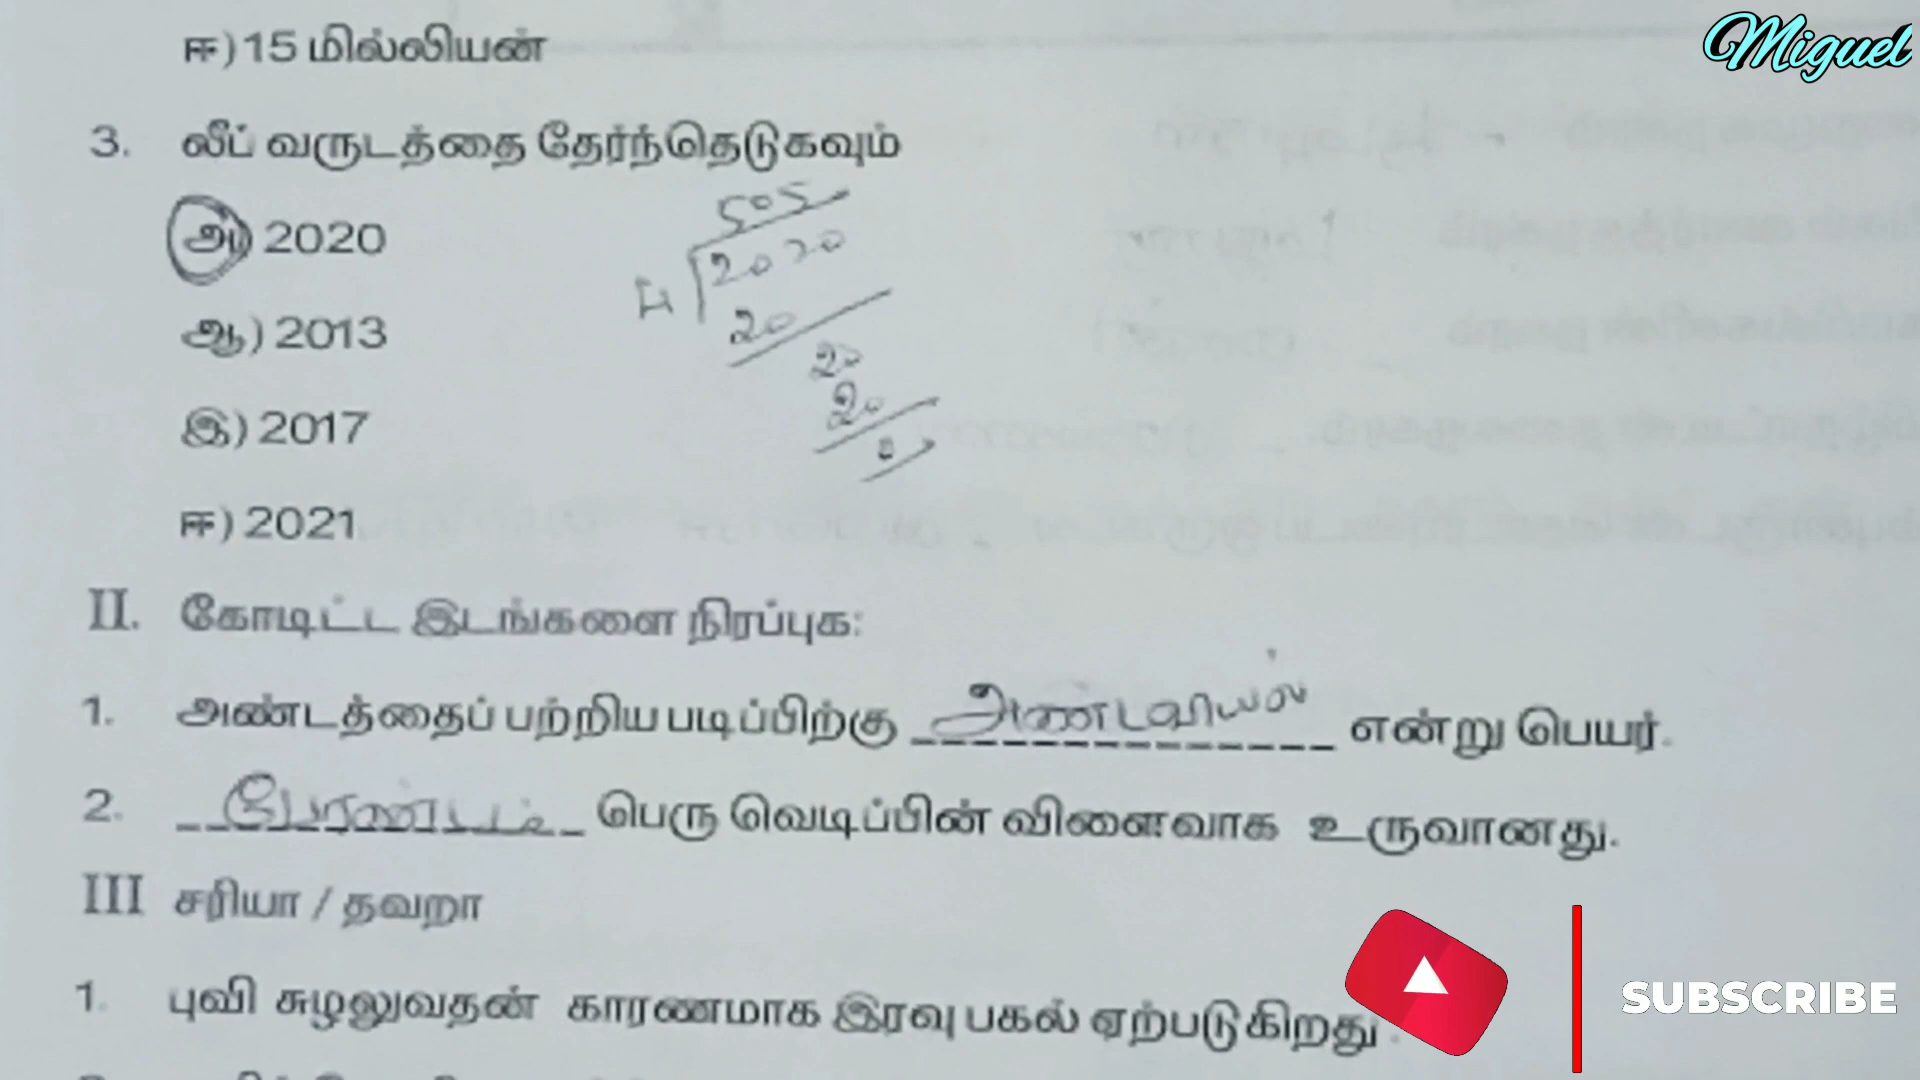 Miguel
ஈ) 15 மில்லியன்
3. லீப் வருடத்தை தேர்ந்தெடுகவும்
அ) 2020
505
4 2020
20
20
20
0
ஆ) 2013
இ) 2017
ஈ) 2021
II. கோடிட்ட இடங்களை நிரப்புக:
1. அண்டத்தைப் பற்றிய படிப்பிற்கு அண்டவியல் என்று பெயர்.
2. பேரண்டம் பெரு வெடிப்பின் விளைவாக உருவானது.
III சரியா / தவறா
1. புவி சுழலுவதன் காரணமாக இரவு பகல் ஏற்படுகிறது.
SUBSCRIBE